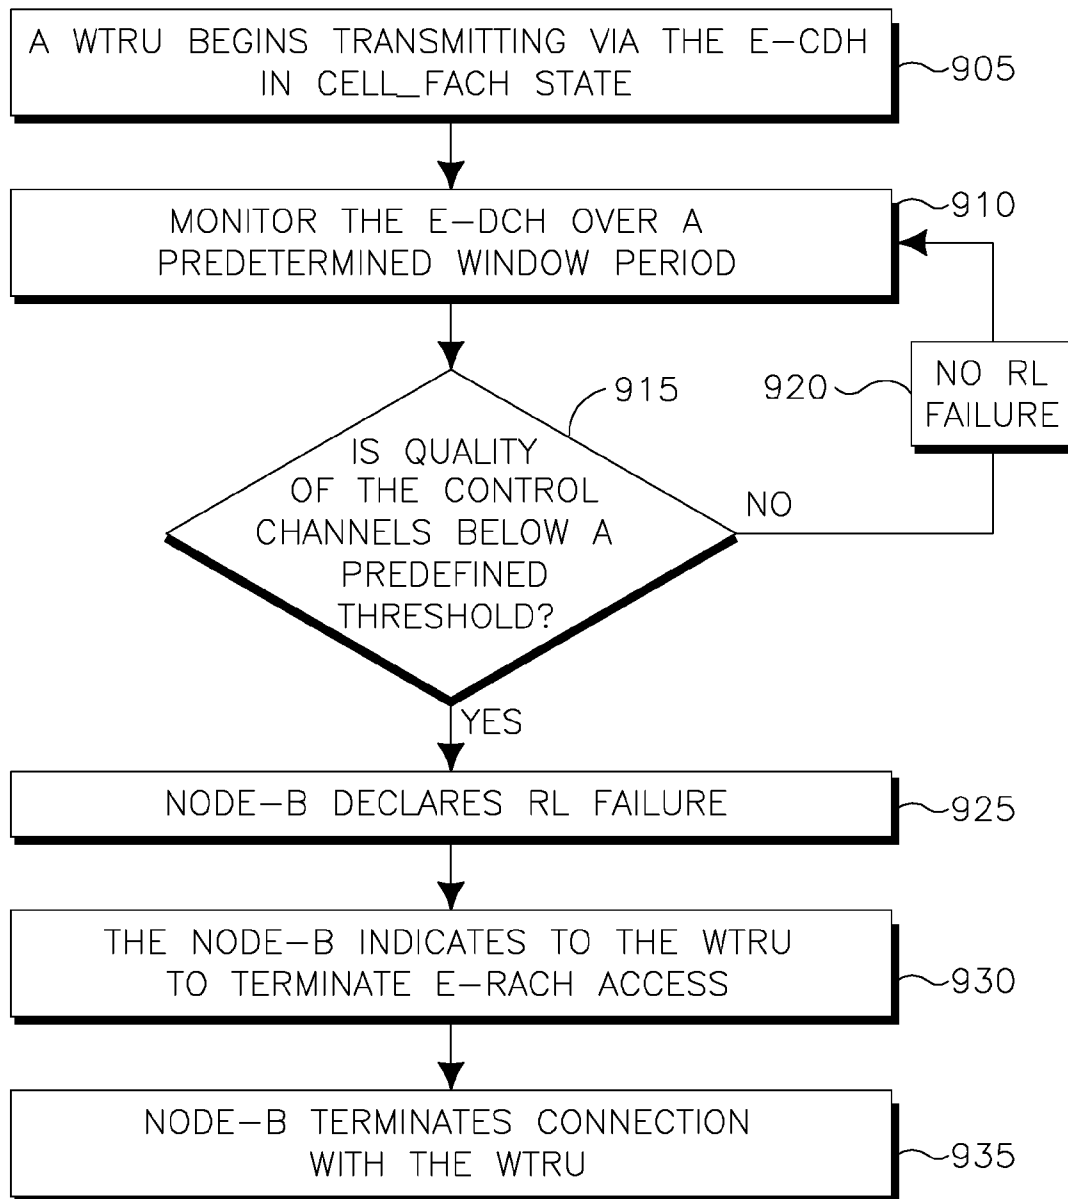 A WTRU BEGINS TRANSMITTING VIA THE E-CDH
IN CELL_FACH STATE
905
MONITOR THE E-DCH OVER A
PREDETERMINED WINDOW PERIOD
910
IS QUALITY
OF THE CONTROL
CHANNELS BELOW A
PREDEFINED
THRESHOLD?
915
NO
920
NO RL
FAILURE
YES
NODE-B DECLARES RL FAILURE
925
THE NODE-B INDICATES TO THE WTRU
TO TERMINATE E-RACH ACCESS
930
NODE-B TERMINATES CONNECTION
WITH THE WTRU
935